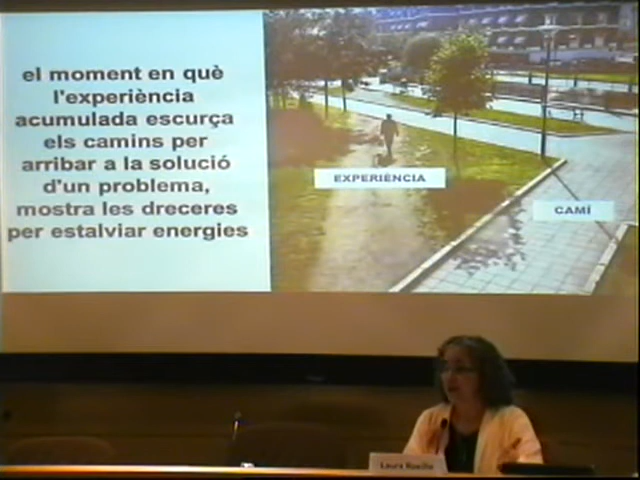 el moment en què
l'experiència
acumulada escurça
els camins per
arribar a la solució
d'un problema,
mostra les dreceres
per estalviar energies
EXPERIÈNCIA
CAMÍ
Laura